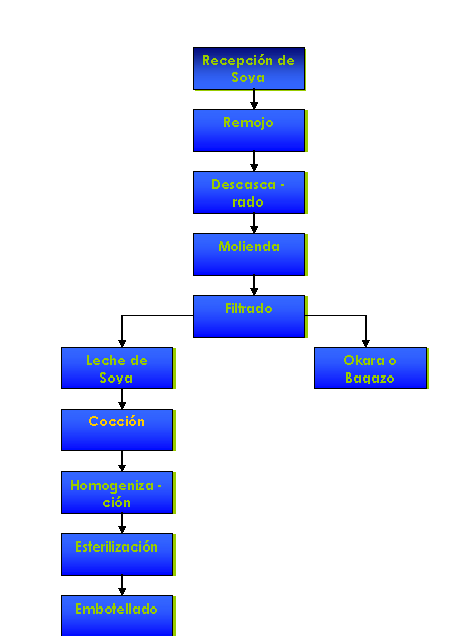 Recepción de
Soya
Remojo
Descasca -
rado
Molienda
Filtrado
Leche de
Soya
Okara o
Bagazo
Cocción
Homogeniza -
ción
Esterilización
Embotellado